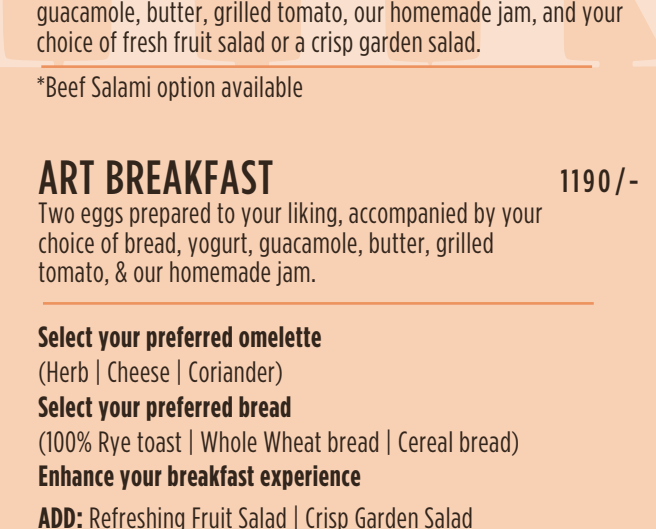 guacamole, butter, grilled tomato, our homemade jam, and your
choice of fresh fruit salad or a crisp garden salad.
*Beef Salami option available
ART BREAKFAST 1190/-
Two eggs prepared to your liking, accompanied by your
choice of bread, yogurt, guacamole, butter, grilled
tomato, & our homemade jam.
Select your preferred omelette
(Herb | Cheese | Coriander)
Select your preferred bread
(100% Rye toast | Whole Wheat bread | Cereal bread)
Enhance your breakfast experience
ADD: Refreshing Fruit Salad | Crisp Garden Salad